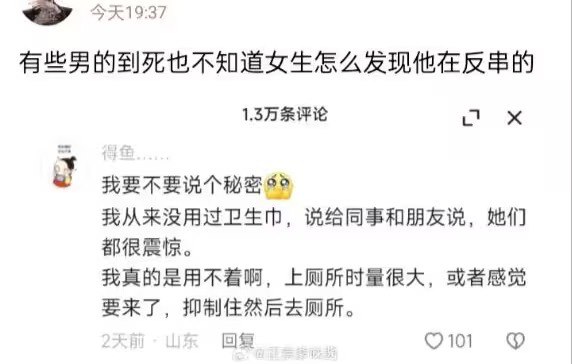 今天19:37
有些男的到死也不知道女生怎么发现他在反串的
1.3万条评论
得鱼……
我要不要说个秘密
我从来没用过卫生巾，说给同事和朋友说，她们
都很震惊。
我真的是用不着啊，上厕所时量很大，或者感觉
要来了，抑制住然后去厕所。
2天前·山东 回复 101